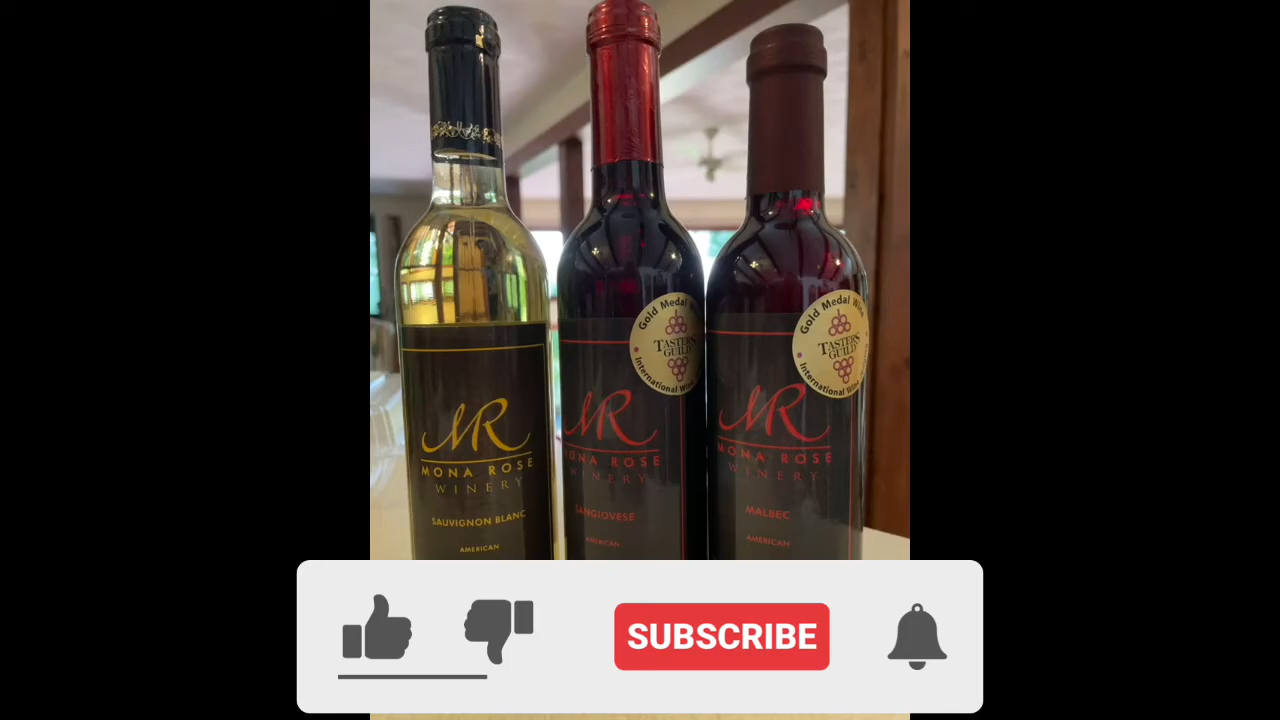 MR
MONA ROSE
WINERY
SAUVIGNON BLANC
AMERICAN
Gold Medal
TASTERS
GUILD
International Wine
MR
MONA ROSE
WINERY
SANGIOVESE
AMERICAN
Gold Medal Wine
TASTERS
GUILD
International Wine
MR
MONA ROSE
WINERY
MALBEC
AMERICAN
SUBSCRIBE